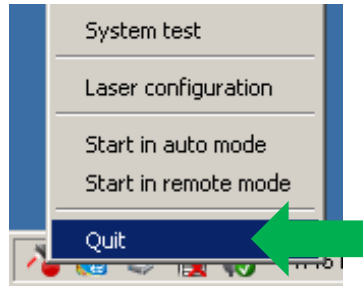 System test
Laser configuration
Start in auto mode
Start in remote mode
Quit